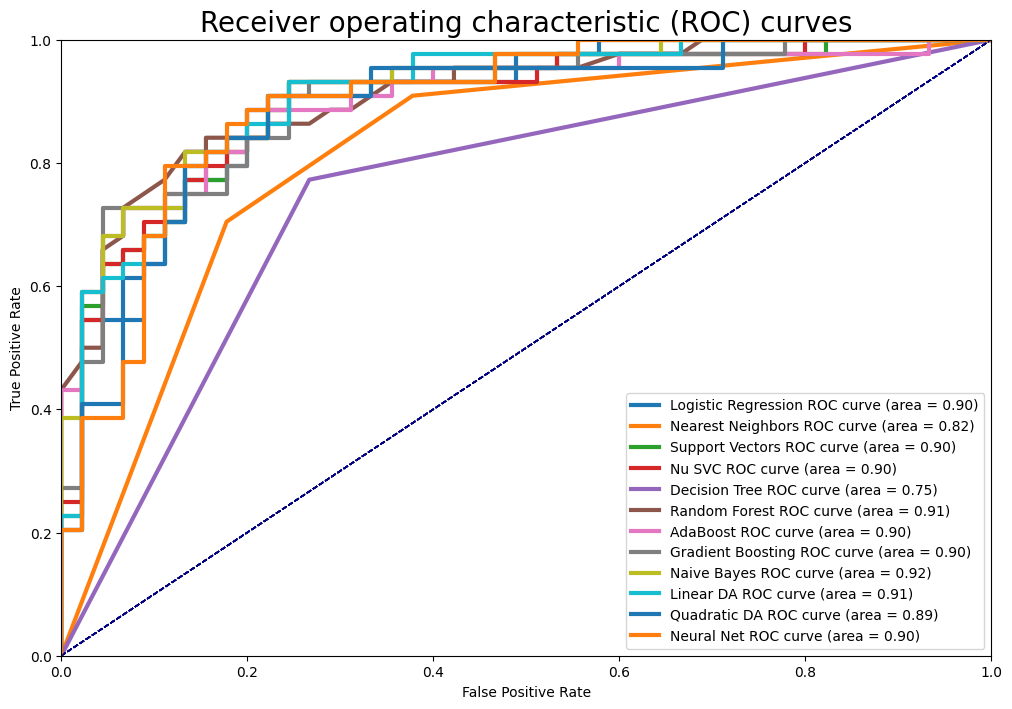 Receiver operating characteristic (ROC) curves
1.0
0.8
0.6
0.4
0.2
0.0
True Positive Rate
Logistic Regression ROC curve (area = 0.90)
Nearest Neighbors ROC curve (area = 0.82)
Support Vectors ROC curve (area = 0.90)
Nu SVC ROC curve (area = 0.90)
Decision Tree ROC curve (area = 0.75)
Random Forest ROC curve (area = 0.91)
AdaBoost ROC curve (area = 0.90)
Gradient Boosting ROC curve (area = 0.90)
Naive Bayes ROC curve (area = 0.92)
Linear DA ROC curve (area = 0.91)
Quadratic DA ROC curve (area = 0.89)
Neural Net ROC curve (area = 0.90)
0.0 0.2 0.4 0.6 0.8 1.0
False Positive Rate